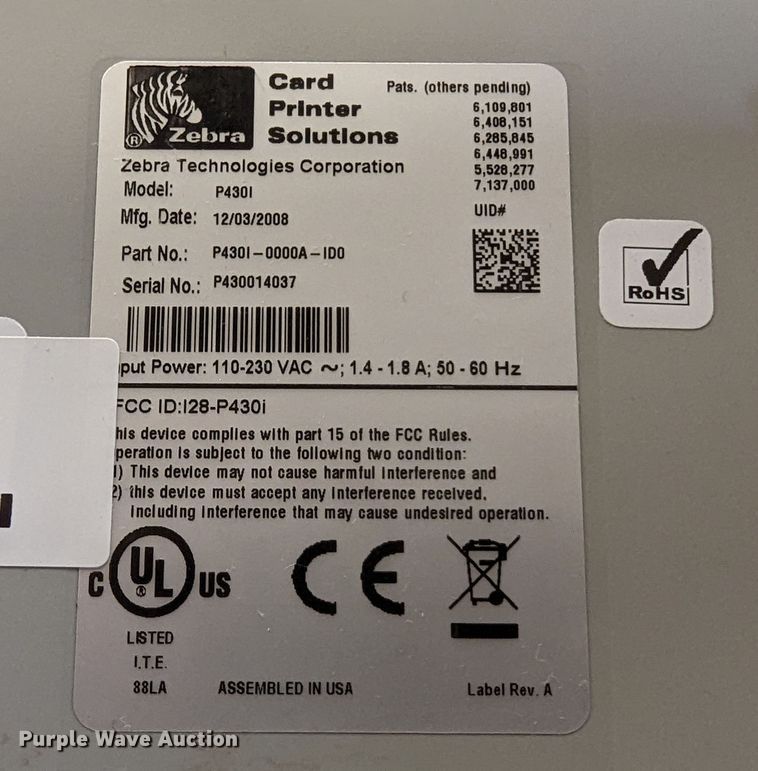 Zebra®
Card
Printer
Solutions
Pats. (others pending)
6,109,801
6,408,151
6,285,845
6,448,991
5,528,277
7,137,000
Zebra Technologies Corporation
Model: P430I
Mfg. Date: 12/03/2008
Part No.: P430I-0000A-ID0
Serial No.: P430014037
UID#
RoHS
put Power: 110-230 VAC ~; 1.4 - 1.8 A; 50 - 60 Hz
FCC ID:I28-P430i
his device complies with part 15 of the FCC Rules.
peration is subject to the following two condition:
1) This device may not cause harmful Interference and
2) this device must accept any Interference received.
Including Interference that may cause undesired operation.
C UL ® US
CE
LISTED
I.T.E.
88LA
ASSEMBLED IN USA
Label Rev. A
Purple Wave Auction